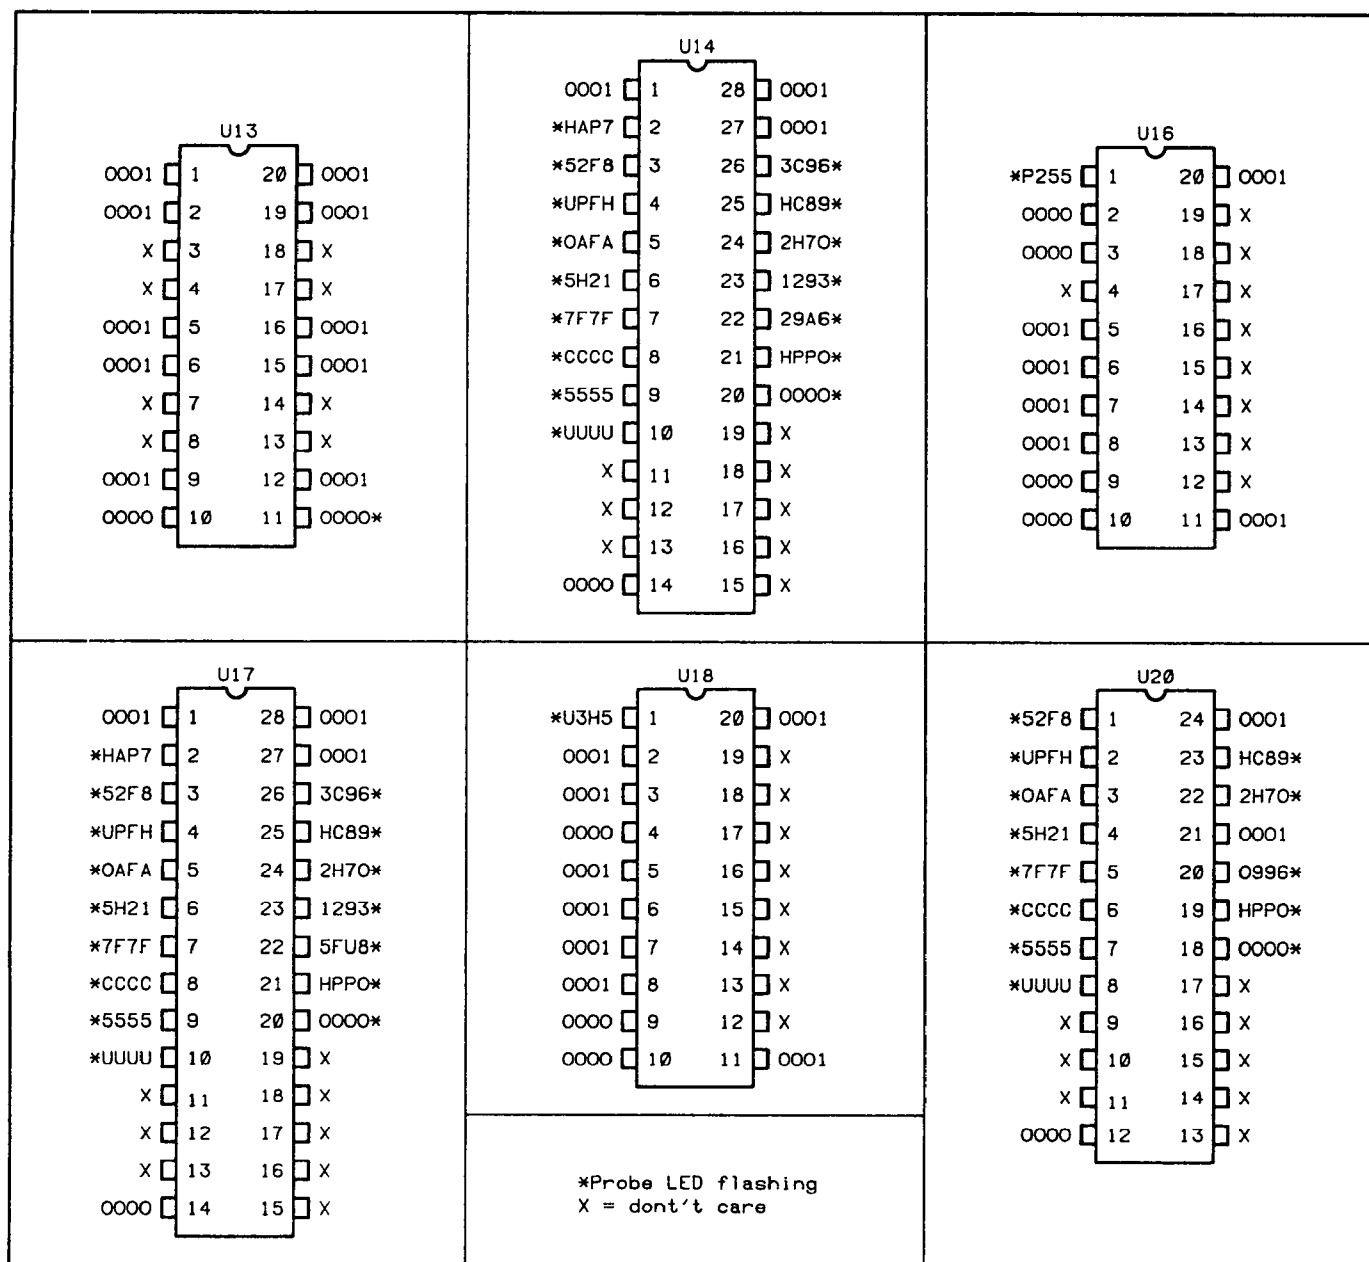 U13
0001 1 20 0001
0001 2 19 0001
X 3 18 X
X 4 17 X
0001 5 16 0001
0001 6 15 0001
X 7 14 X
X 8 13 X
0001 9 12 0001
0000 10 11 0000*
U14
0001 1 28 0001
*HAP7 2 27 0001
*52F8 3 26 3C96*
*UPFH 4 25 HC89*
*0AFA 5 24 2H70*
*5H21 6 23 1293*
*7F7F 7 22 29A6*
*CCCC 8 21 HPP0*
*5555 9 20 0000*
*UUUU 10 19 X
X 11 18 X
X 12 17 X
X 13 16 X
0000 14 15 X
U16
*P255 1 20 0001
0000 2 19 X
0000 3 18 X
X 4 17 X
0001 5 16 X
0001 6 15 X
0001 7 14 X
0001 8 13 X
0000 9 12 X
0000 10 11 0001
U17
0001 1 28 0001
*HAP7 2 27 0001
*52F8 3 26 3C96*
*UPFH 4 25 HC89*
*0AFA 5 24 2H70*
*5H21 6 23 1293*
*7F7F 7 22 5FU8*
*CCCC 8 21 HPP0*
*5555 9 20 0000*
*UUUU 10 19 X
X 11 18 X
X 12 17 X
X 13 16 X
0000 14 15 X
U18
*U3H5 1 20 0001
0001 2 19 X
0001 3 18 X
0000 4 17 X
0001 5 16 X
0001 6 15 X
0001 7 14 X
0001 8 13 X
0000 9 12 X
0000 10 11 0001
U20
*52F8 1 24 0001
*UPFH 2 23 HC89*
*0AFA 3 22 2H70*
*5H21 4 21 0001
*7F7F 5 20 0996*
*CCCC 6 19 HPP0*
*5555 7 18 0000*
*UUUU 8 17 X
X 9 16 X
X 10 15 X
X 11 14 X
0000 12 13 X
*Probe LED flashing
X = dont't care